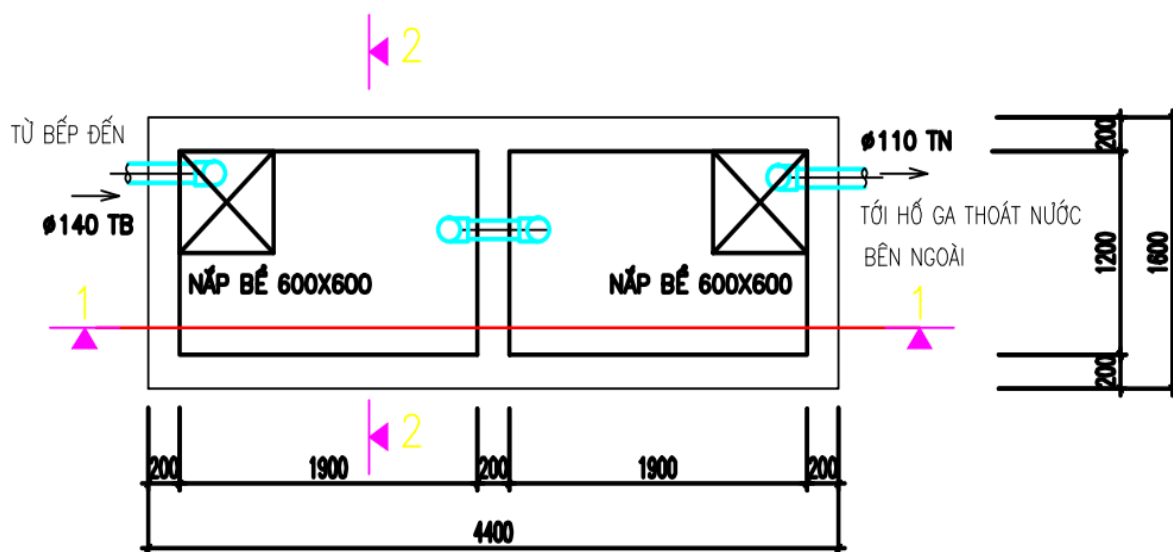 2
TỪ BẾP ĐẾN
ø140 TB
ø110 TN
TỚI HỐ GA THOÁT NƯỚC
BÊN NGOÀI
NẮP BỂ 600X600
NẮP BỂ 600X600
1
1
2
200
1200
200
1600
200
1900
200
1900
200
4400